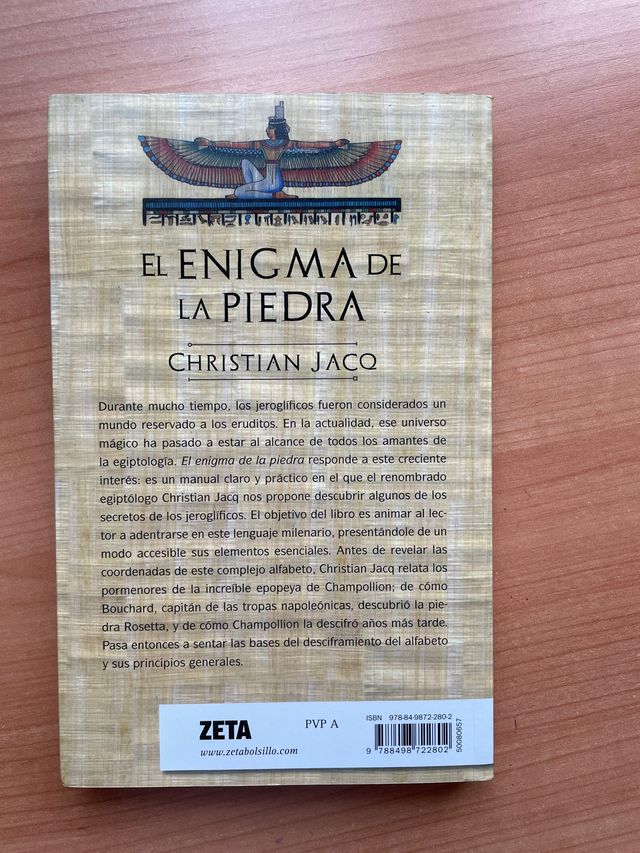 EL ENIGMA DE
LA PIEDRA
CHRISTIAN JACQ
Durante mucho tiempo, los jeroglíficos fueron considerados un
mundo reservado a los eruditos. En la actualidad, ese universo
mágico ha pasado a estar al alcance de todos los amantes de
la egiptología. El enigma de la piedra responde a este creciente
interés: es un manual claro y práctico en el que el renombrado
egiptólogo Christian Jacq nos propone descubrir algunos de los
secretos de los jeroglíficos. El objetivo del libro es animar al lec-
tor a adentrarse en este lenguaje milenario, presentándole de
un modo accesible sus elementos esenciales. Antes de revelar las
coordenadas de este complejo alfabeto, Christian Jacq relata los
pormenores de la increíble epopeya de Champollion; de cómo
Bouchard, capitán de las tropas napoleónicas, descubrió la pie-
dra Rosetta, y de cómo Champollion la descifró años más tarde.
Pasa entonces a sentar las bases del desciframiento del alfabeto
y sus principios generales.
ZETA
www.zetabolsillo.com
PVP A
ISBN 978-84-9872-280-2
9 788498 722802
50080657